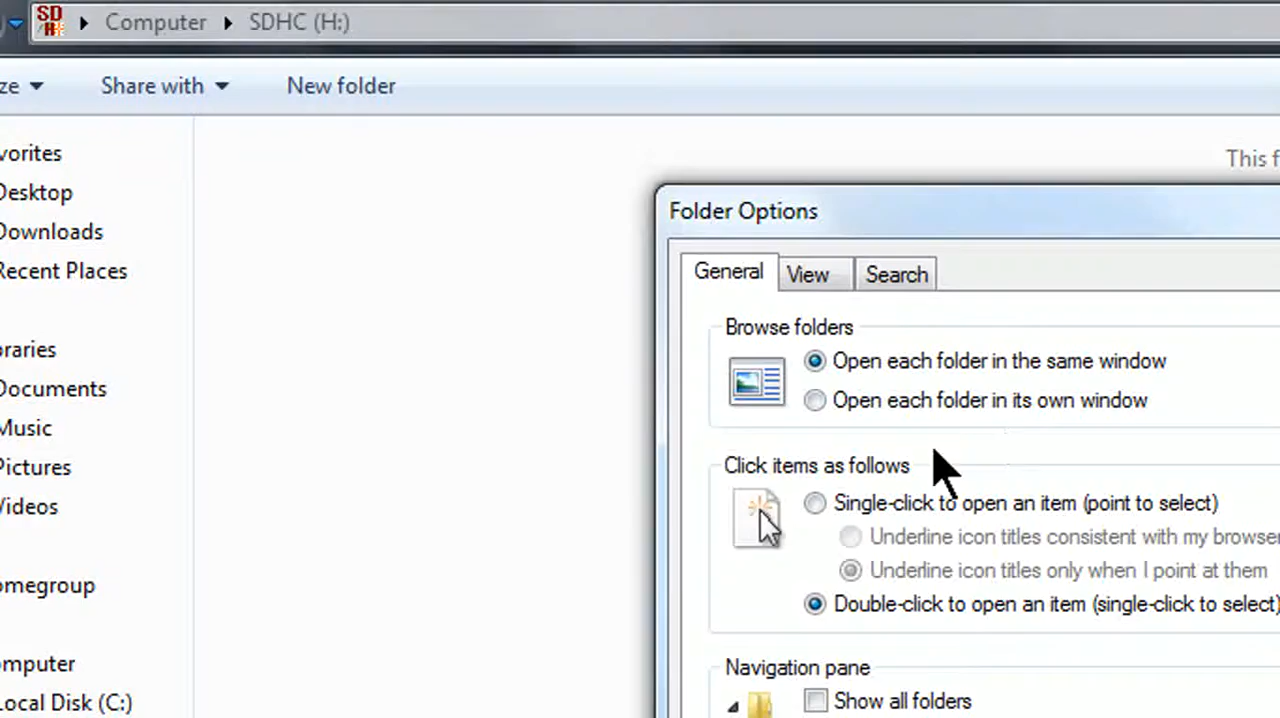 SD
H
Computer
SDHC (H:)
ze
Share with
New folder
vorites
Desktop
Downloads
Recent Places
This f
Folder Options
General
View
Search
Browse folders
Open each folder in the same window
Open each folder in its own window
braries
Documents
Music
Pictures
Videos
Click items as follows
Single-click to open an item (point to select)
Underline icon titles consistent with my browser
Underline icon titles only when I point at them
Double-click to open an item (single-click to select)
omegroup
Navigation pane
Show all folders
omputer
Local Disk (C:)